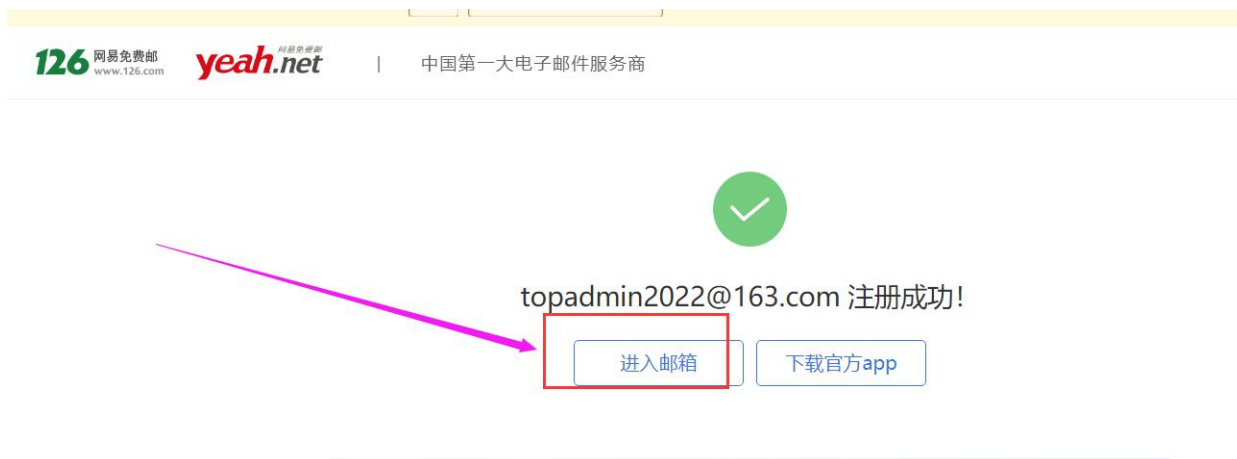 126 网易免费邮 www.126.com yeah.net 网易免费邮 | 中国第一大电子邮件服务商
topadmin2022@163.com 注册成功!
进入邮箱 下载官方app